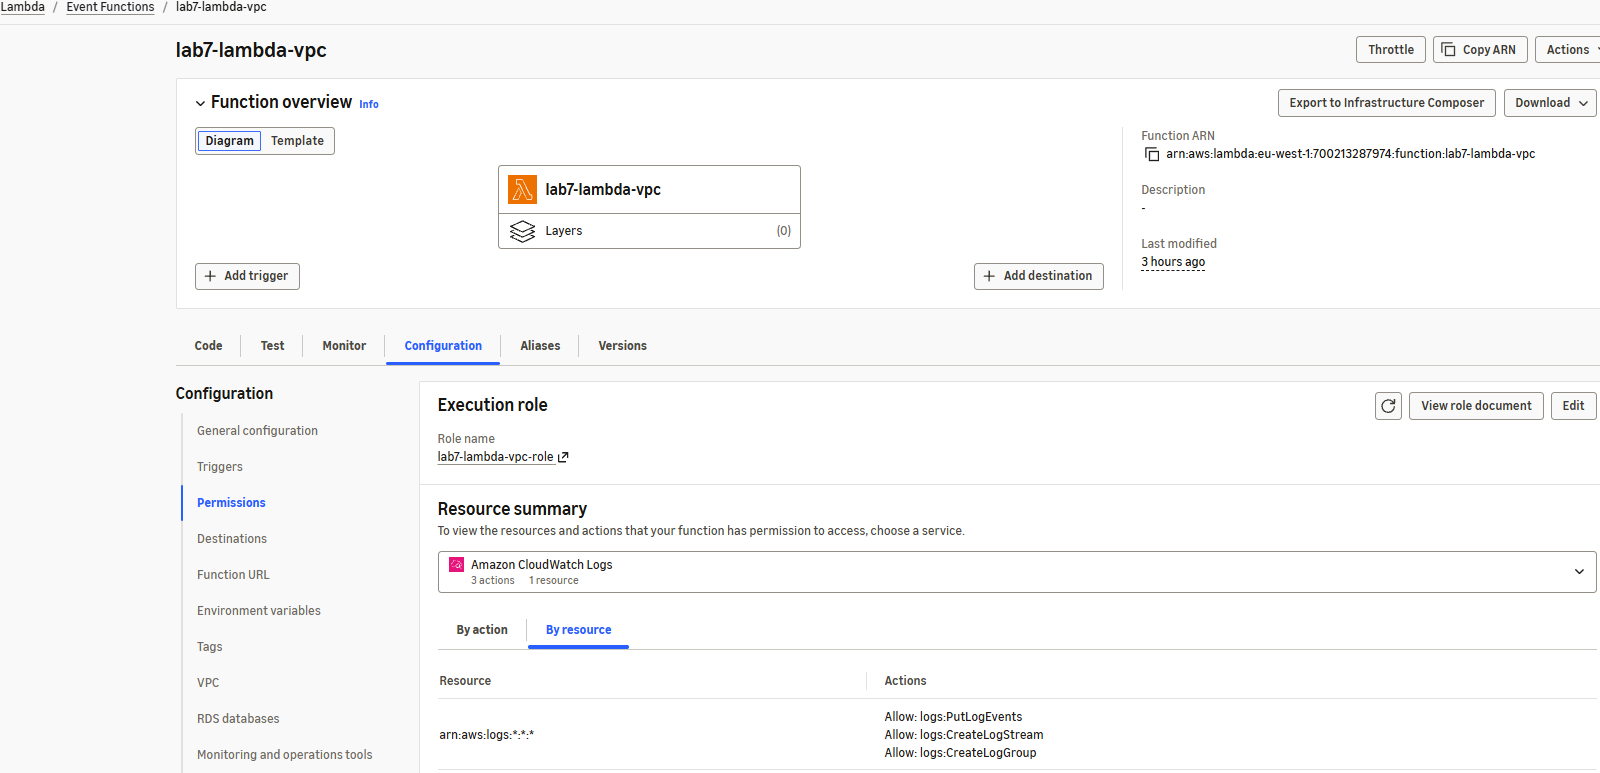 Lambda / Event Functions / lab7-lambda-vpc
lab7-lambda-vpc
Throttle
Copy ARN
Actions
Function overview Info
Export to Infrastructure Composer
Download
Diagram
Template
Function ARN
arn:aws:lambda:eu-west-1:700213287974:function:lab7-lambda-vpc
lab7-lambda-vpc
Description
-
Layers
(0)
Last modified
3 hours ago
Add trigger
Add destination
Code
Test
Monitor
Configuration
Aliases
Versions
Configuration
General configuration
Triggers
Permissions
Destinations
Function URL
Environment variables
Tags
VPC
RDS databases
Monitoring and operations tools
Execution role
View role document
Edit
Role name
lab7-lambda-vpc-role
Resource summary
To view the resources and actions that your function has permission to access, choose a service.
Amazon CloudWatch Logs
3 actions 1 resource
By action
By resource
Resource
Actions
arn:aws:logs:*:*:*
Allow: logs:PutLogEvents
Allow: logs:CreateLogStream
Allow: logs:CreateLogGroup